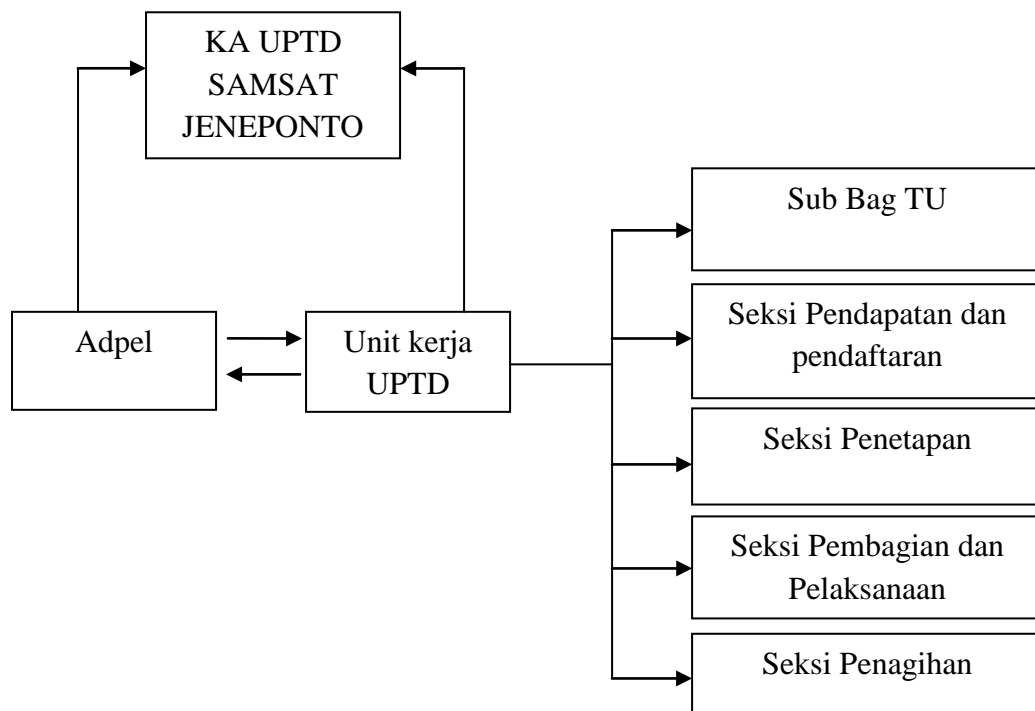 KA UPTD
SAMSAT
JENEPONTO
Sub Bag TU
Seksi Pendapatan dan
pendaftaran
Adpel
Unit kerja
UPTD
Seksi Penetapan
Seksi Pembagian dan
Pelaksanaan
Seksi Penagihan